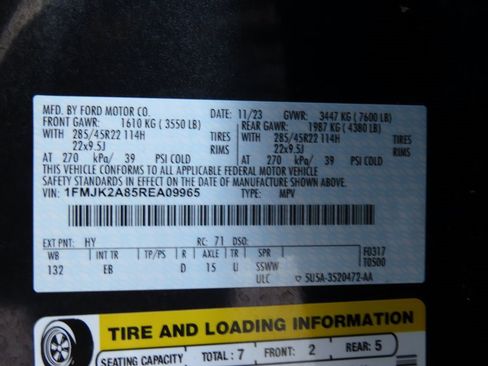 MFD. BY FORD MOTOR CO. DATE: 11/23 GVWR: 3447 KG (7600 LB)
FRONT GAWR: 1610 KG (3550 LB) REAR GAWR: 1987 KG (4380 LB)
WITH 285/45R22 114H TIRES WITH 285/45R22 114H TIRES
22x9.5J RIMS 22x9.5J RIMS
AT 270 kPa/ 39 PSI COLD AT 270 kPa/ 39 PSI COLD
THIS VEHICLE CONFORMS TO ALL APPLICABLE FEDERAL MOTOR VEHICLE
SAFETY STANDARDS IN EFFECT ON THE DATE OF MANUFACTURE SHOWN ABOVE.
VIN: 1FMJK2A85REA09965 TYPE: MPV
EXT PNT: HY RC: 71 DSO: F0317
WB INT TR TP/PS R AXLE TR SPR T0500
132 EB D 15 U SSWW
ULC 5U5A-3520472-AA
TIRE AND LOADING INFORMATION
SEATING CAPACITY TOTAL : 7 FRONT: 2 REAR: 5